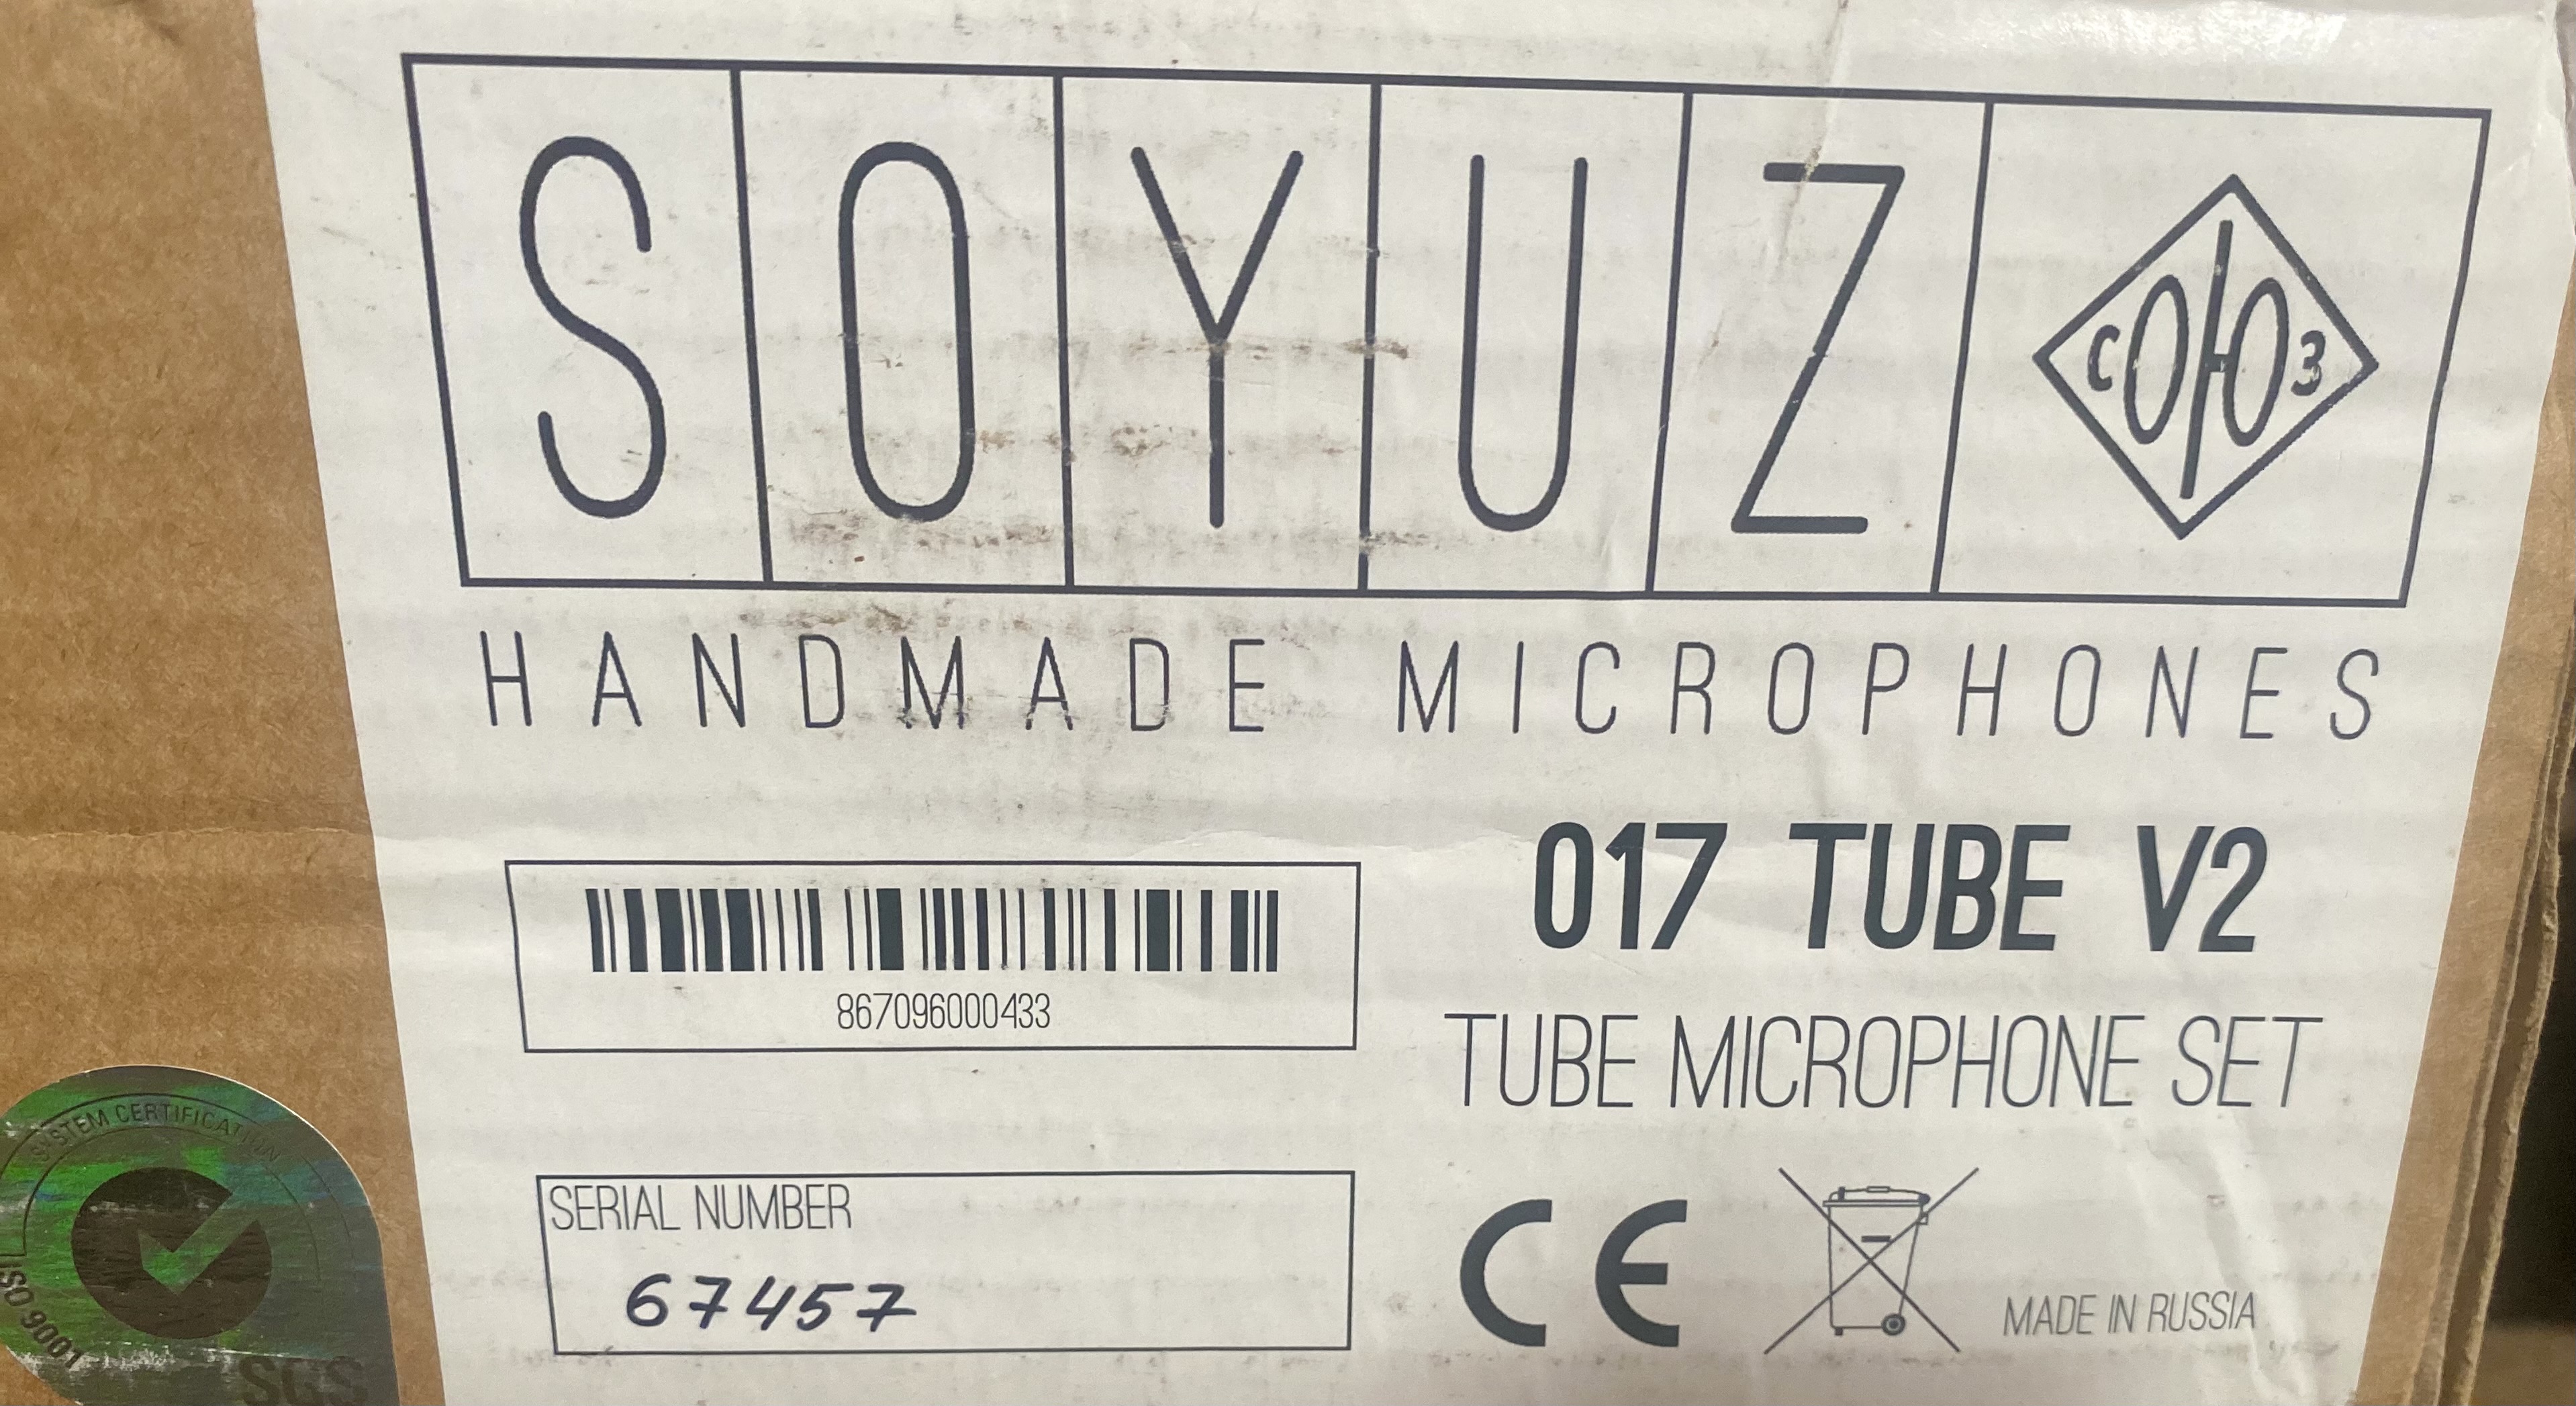 SOYUZ
СОЮЗ
HANDMADE MICROPHONES
017 TUBE V2
867096000433
TUBE MICROPHONE SET
SERIAL NUMBER
67457
CE
MADE IN RUSSIA
SYSTEM CERTIFICATION
ISO 9001
SGS